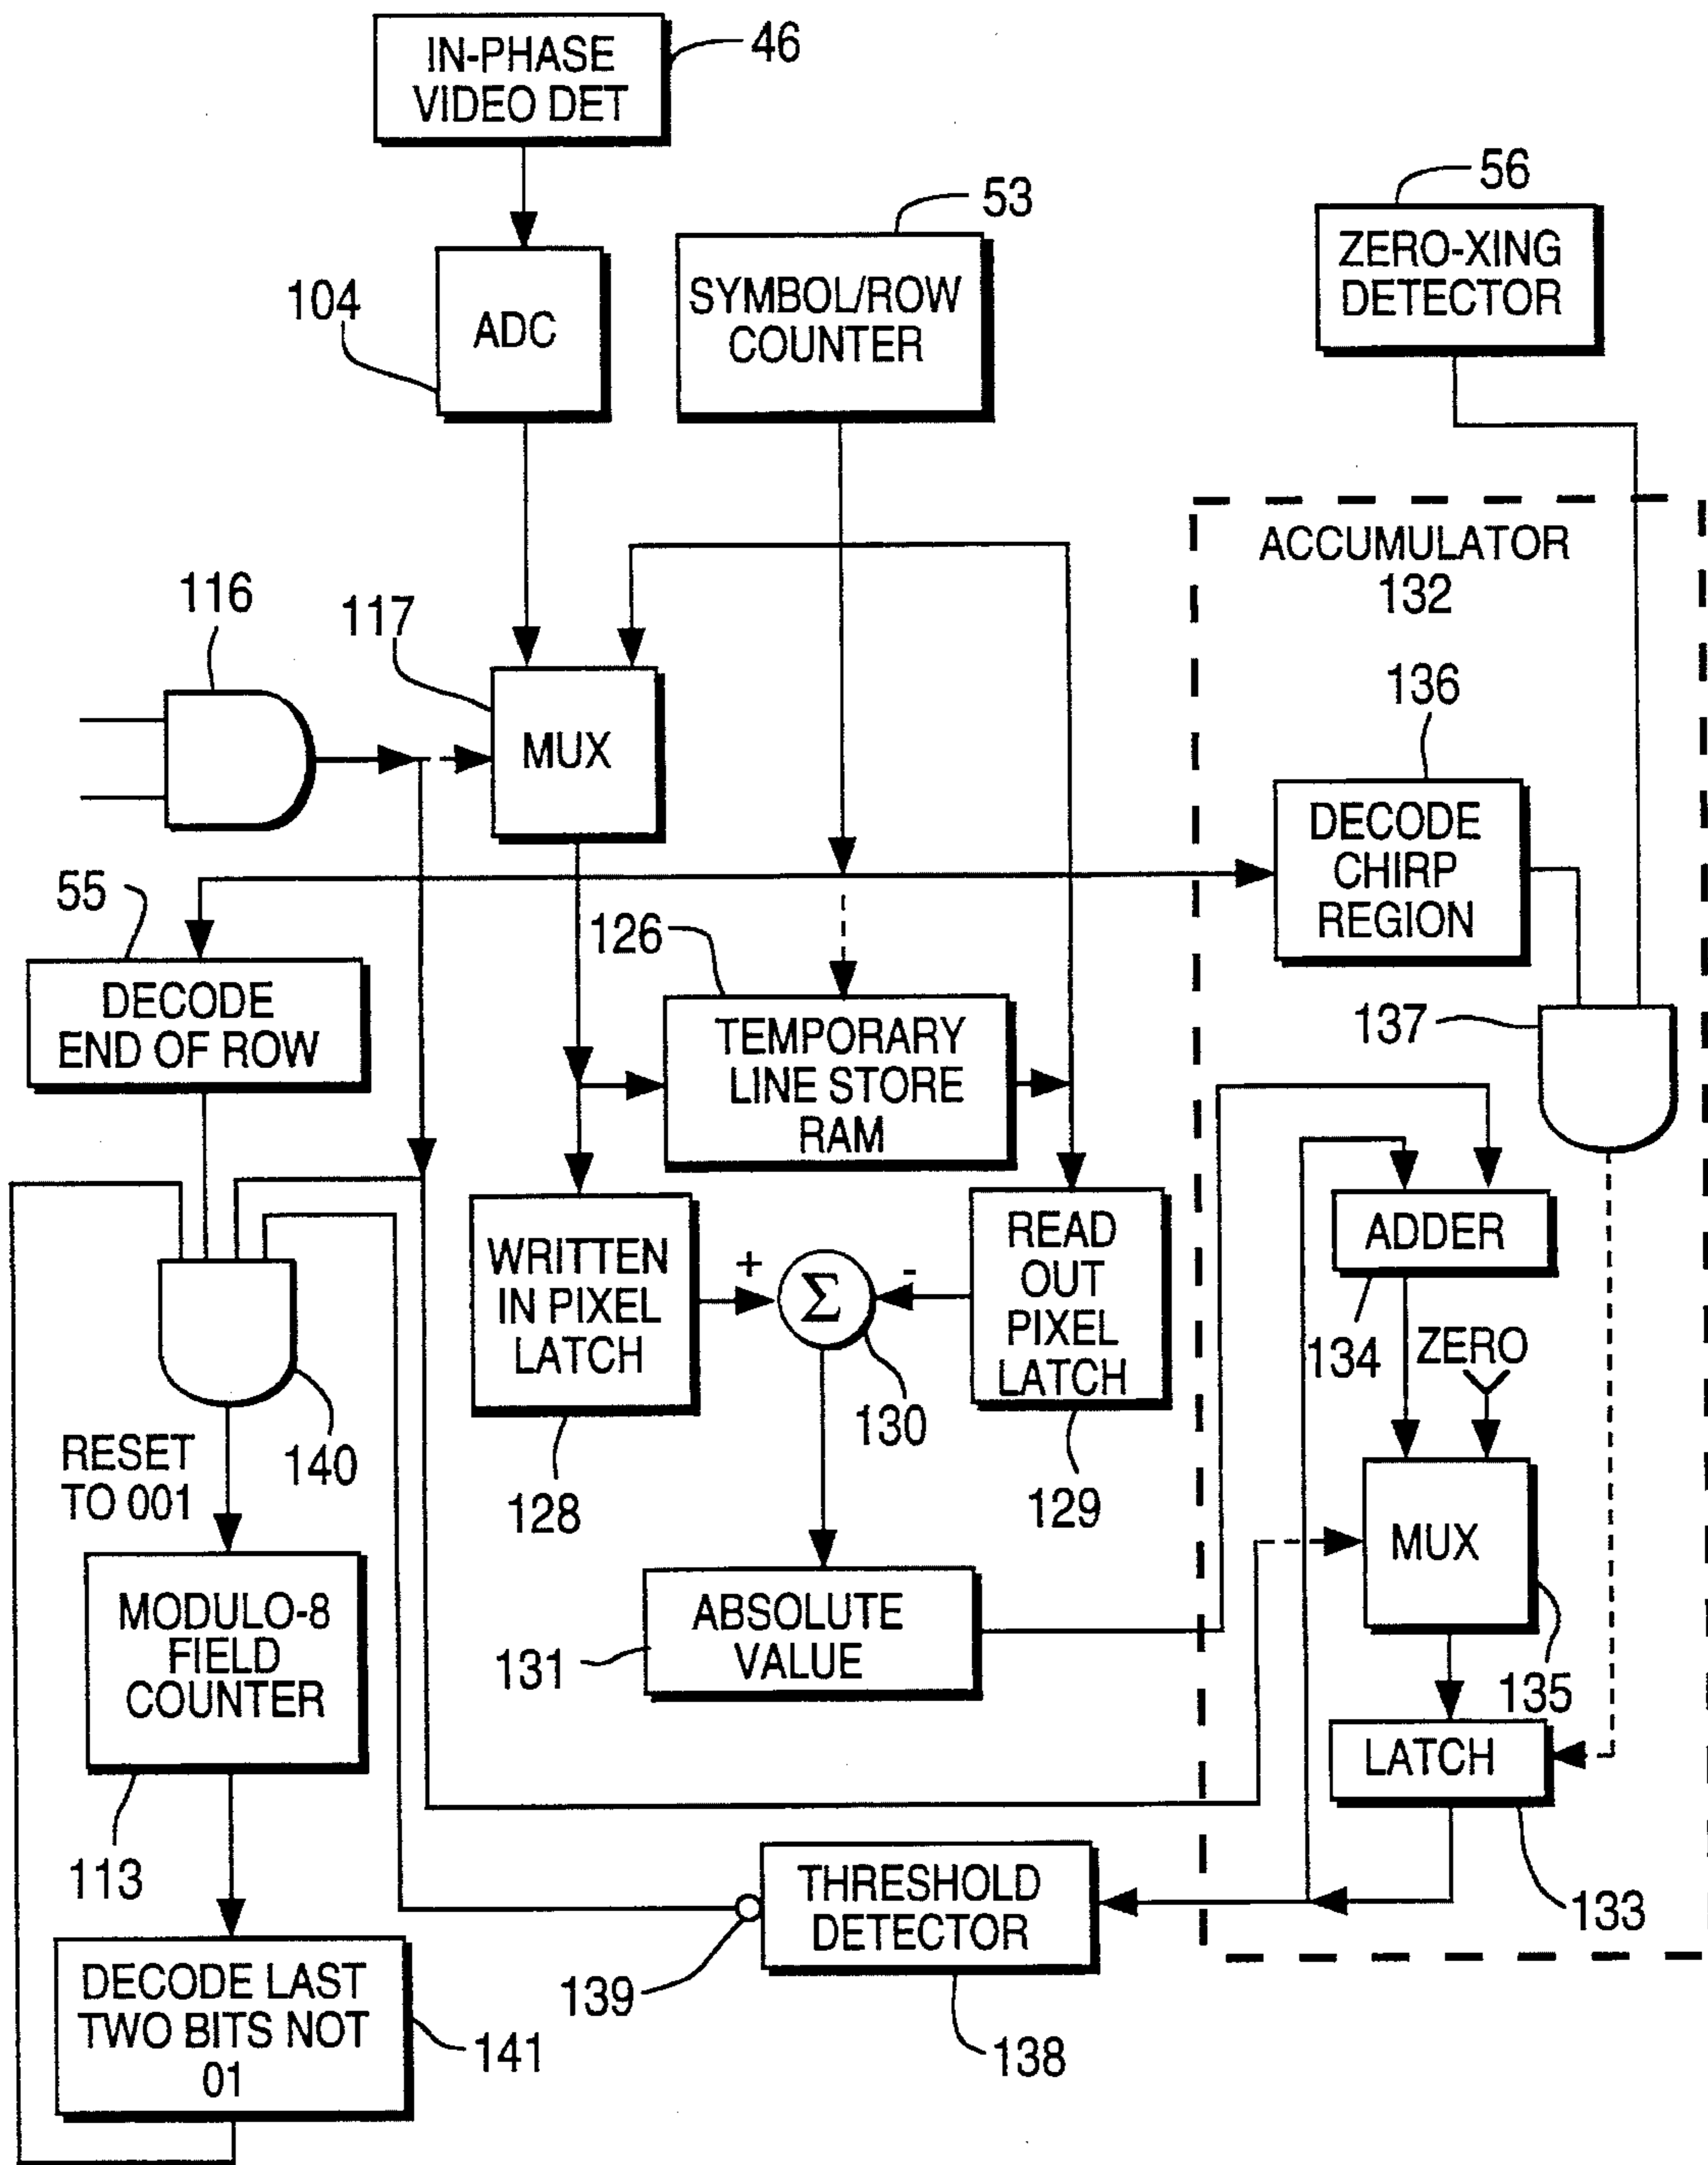 IN-PHASE
VIDEO DET
46
53
56
ZERO-XING
DETECTOR
104
ADC
SYMBOL/ROW
COUNTER
ACCUMULATOR
132
116
117
MUX
136
DECODE
CHIRP
REGION
55
126
DECODE
END OF ROW
TEMPORARY
LINE STORE
RAM
137
WRITTEN
IN PIXEL
LATCH
+
Σ
-
READ
OUT
PIXEL
LATCH
ADDER
134
ZERO
RESET
TO 001
140
128
130
129
MUX
MODULO-8
FIELD
COUNTER
131
ABSOLUTE
VALUE
135
LATCH
113
THRESHOLD
DETECTOR
133
139
138
DECODE LAST
TWO BITS NOT
01
141